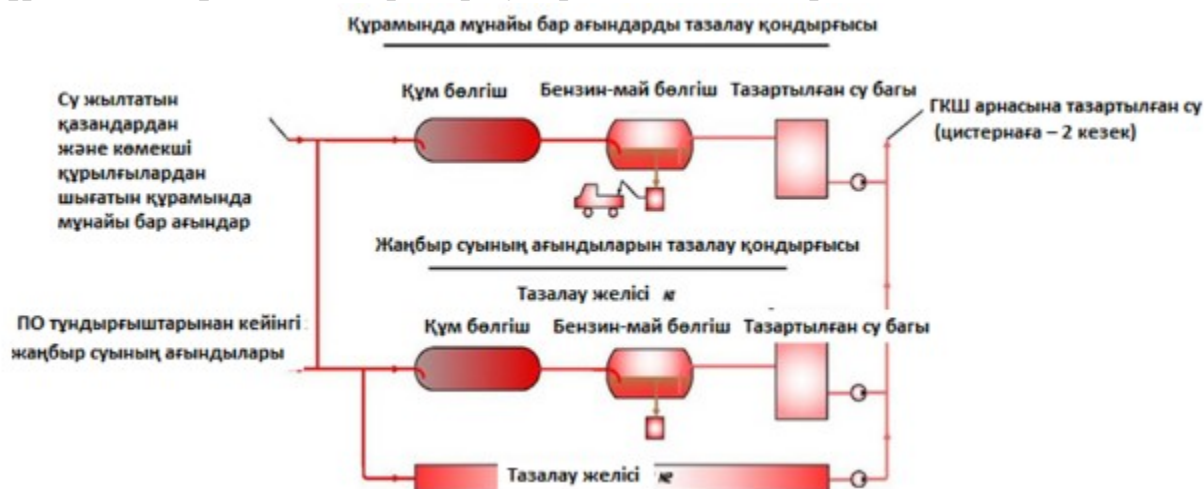 Құрамында мұнайы бар ағындарды тазалау қондырғысы
Су жылтатын
қазандардан
және көмекші
құрылғылардан
шығатын құрамында
мұнайы бар ағындар
Құм бөлгіш
Бензин-май бөлгіш
Тазартылған су багы
ГКШ арнасына тазартылған су
(цистернаға – 2 кезек)
Жаңбыр суының ағындыларын тазалау қондырғысы
Тазалау желісі
ПО тұндырғыштарынан кейінгі
жаңбыр суының ағындылары
Құм бөлгіш
Бензин-май бөлгіш
Тазартылған су багы
Тазалау желісі